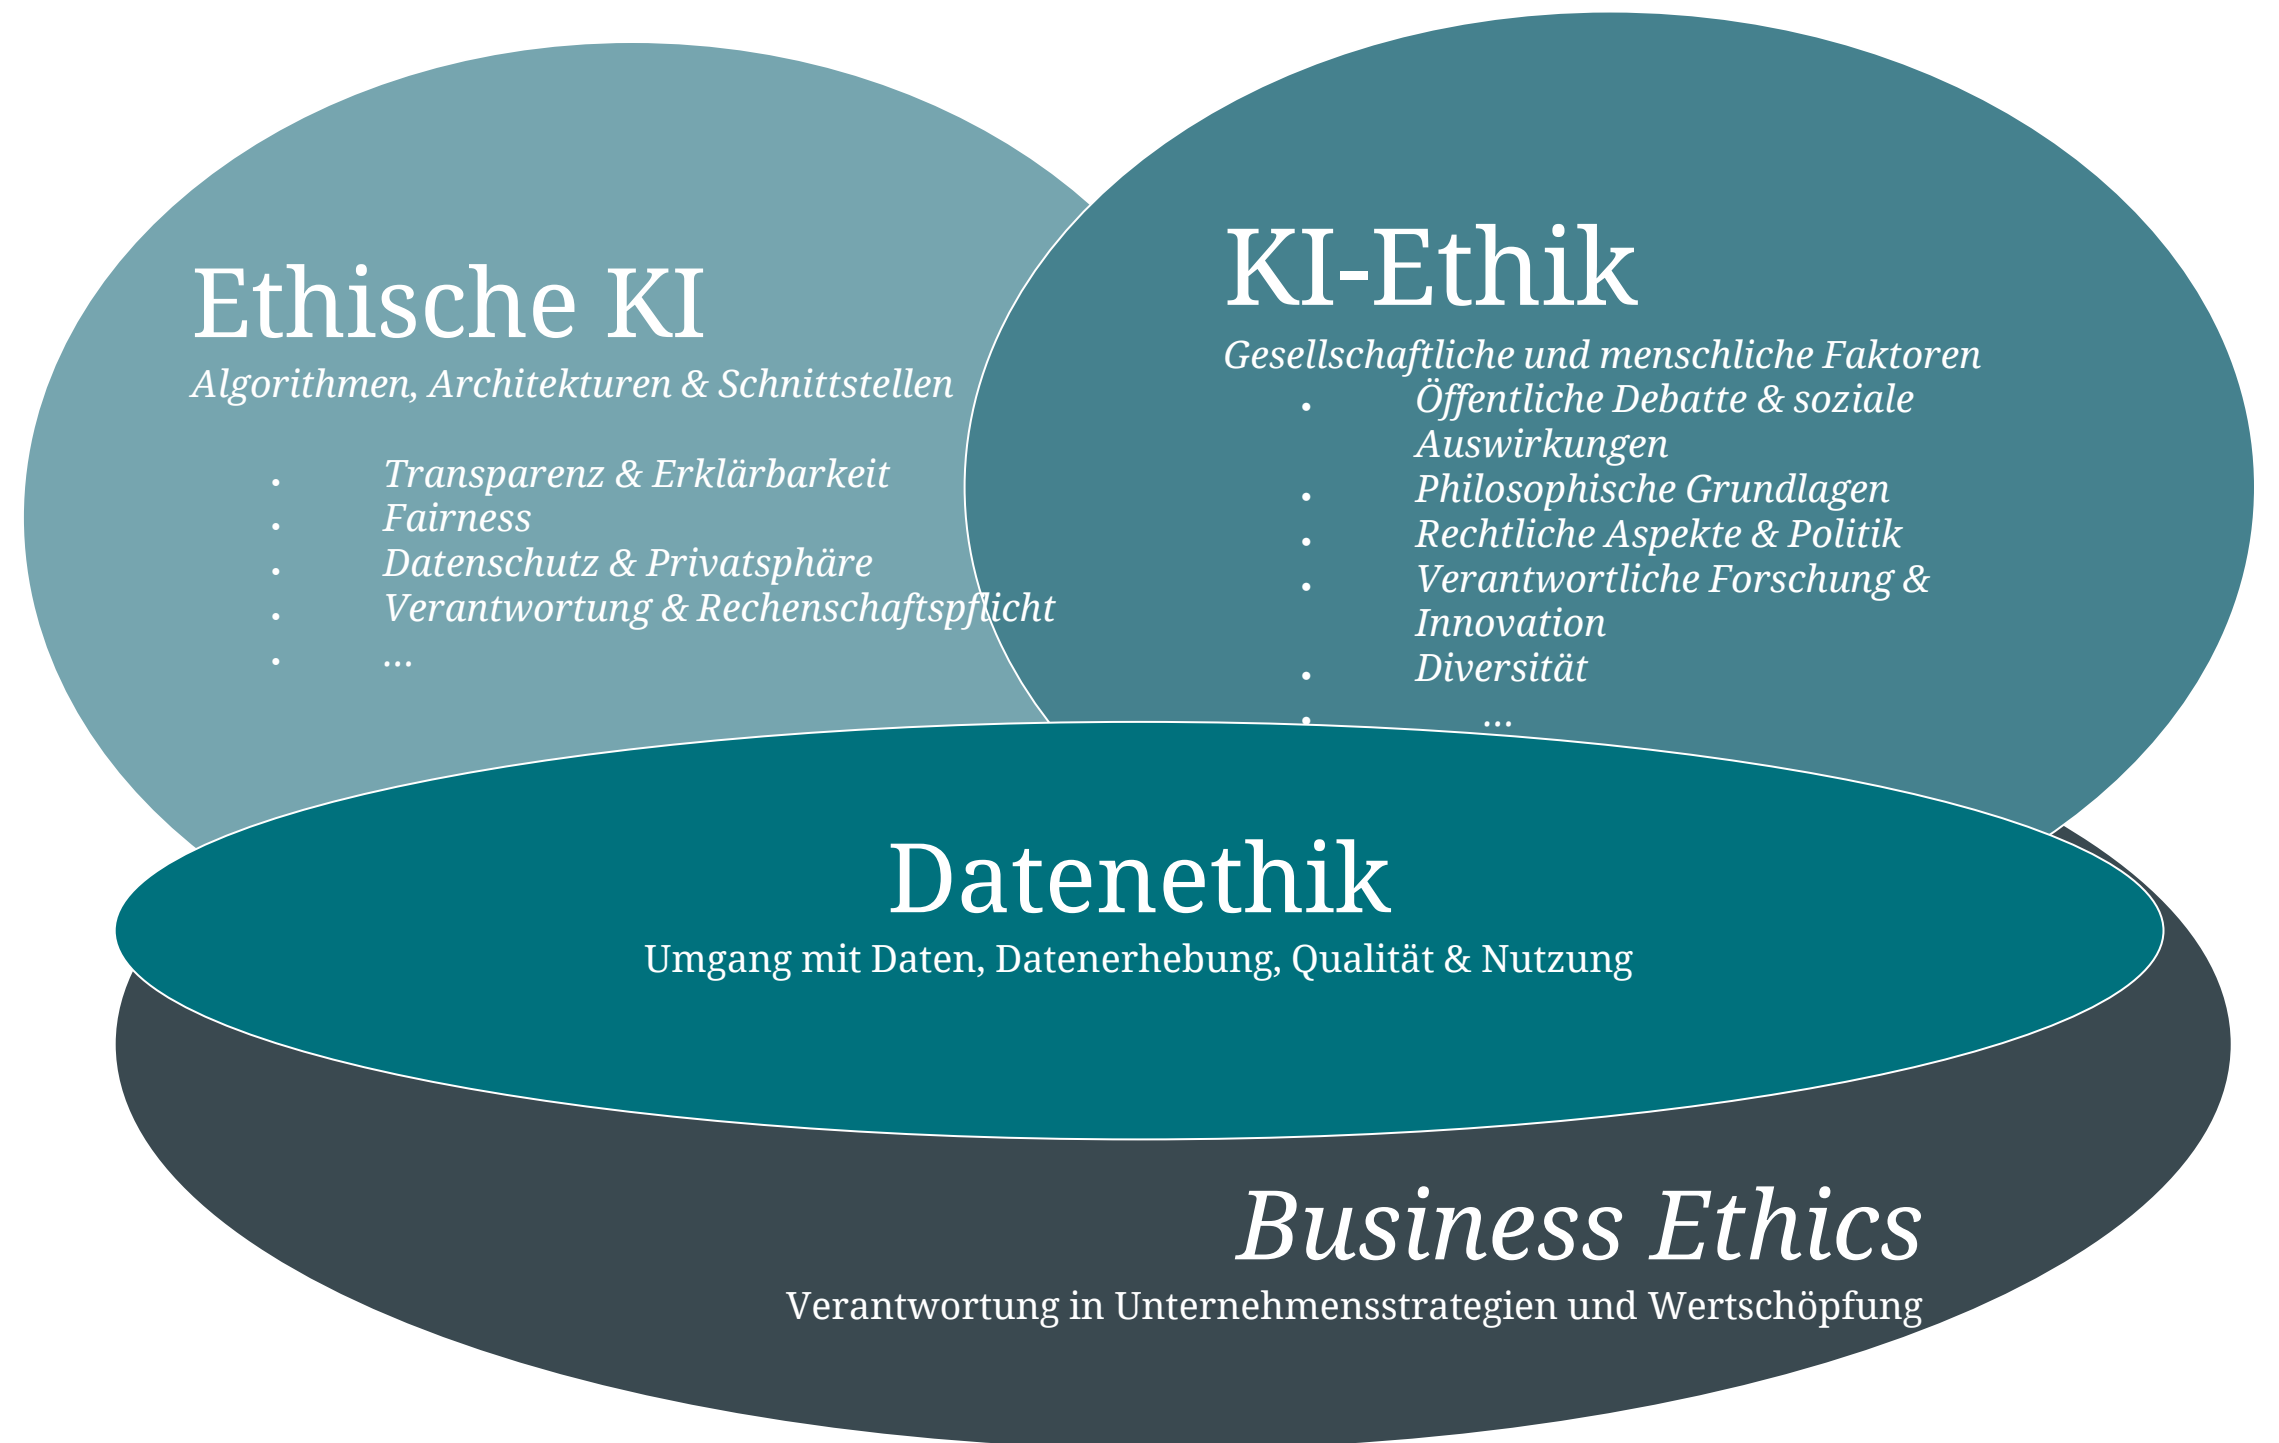 Ethische KI
Algorithmen, Architekturen & Schnittstellen
• Transparenz & Erklärbarkeit
• Fairness
• Datenschutz & Privatsphäre
• Verantwortung & Rechenschaftspflicht
• …
KI-Ethik
Gesellschaftliche und menschliche Faktoren
• Öffentliche Debatte & soziale
Auswirkungen
• Philosophische Grundlagen
• Rechtliche Aspekte & Politik
• Verantwortliche Forschung &
Innovation
• Diversität
• …
Datenethik
Umgang mit Daten, Datenerhebung, Qualität & Nutzung
Business Ethics
Verantwortung in Unternehmensstrategien und Wertschöpfung